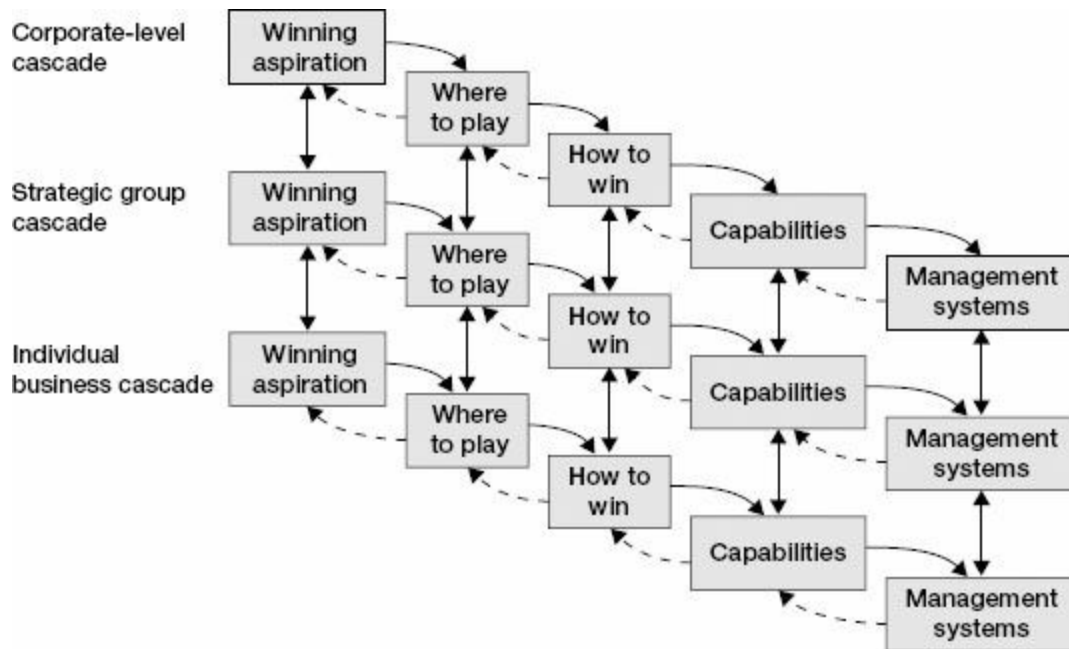 Corporate-level
cascade
Winning
aspiration
Where
to play
How to
win
Capabilities
Management
systems
Strategic group
cascade
Winning
aspiration
Where
to play
How to
win
Capabilities
Management
systems
Individual
business cascade
Winning
aspiration
Where
to play
How to
win
Capabilities
Management
systems